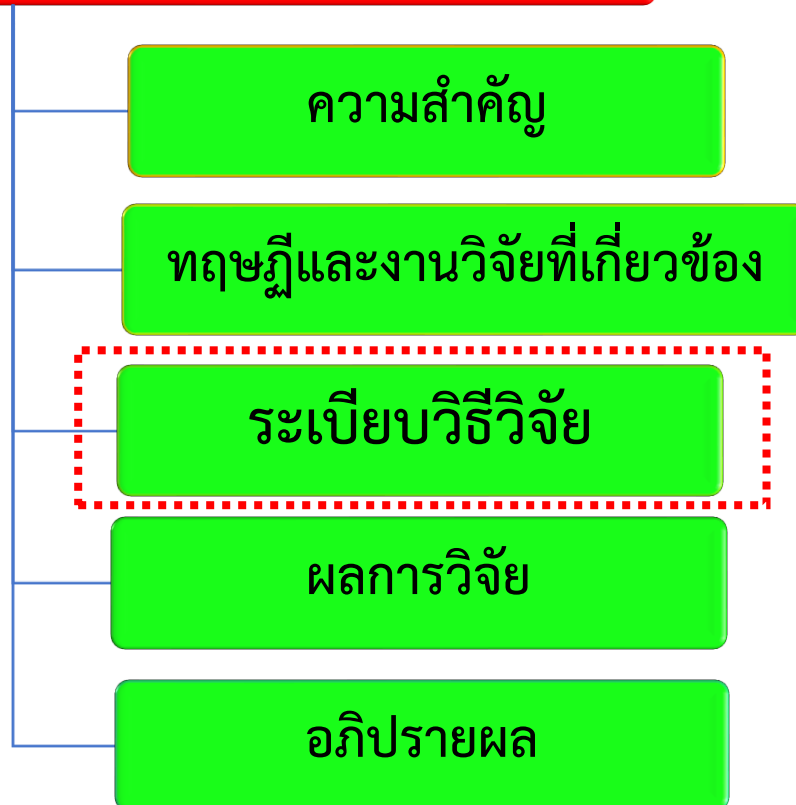 ความสำคัญ
ทฤษฎีและงานวิจัยที่เกี่ยวข้อง
ระเบียบวิธีวิจัย
ผลการวิจัย
อภิปรายผล